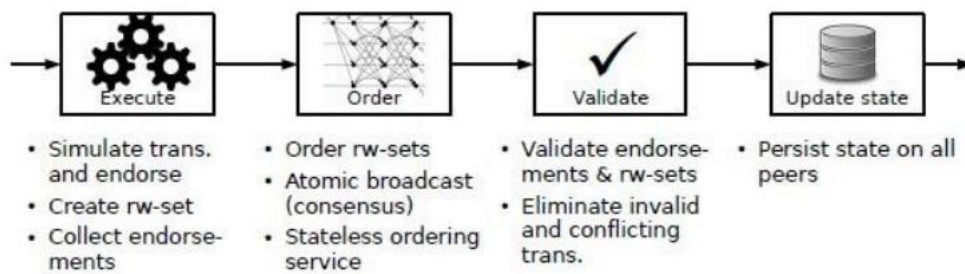 Execute
Order
Validate
Update state
• Simulate trans.
and endorse
• Create rw-set
• Collect endorse-
ments
• Order rw-sets
• Atomic broadcast
(consensus)
• Stateless ordering
service
• Validate endorse-
ments & rw-sets
• Eliminate invalid
and conflicting
trans.
• Persist state on all
peers